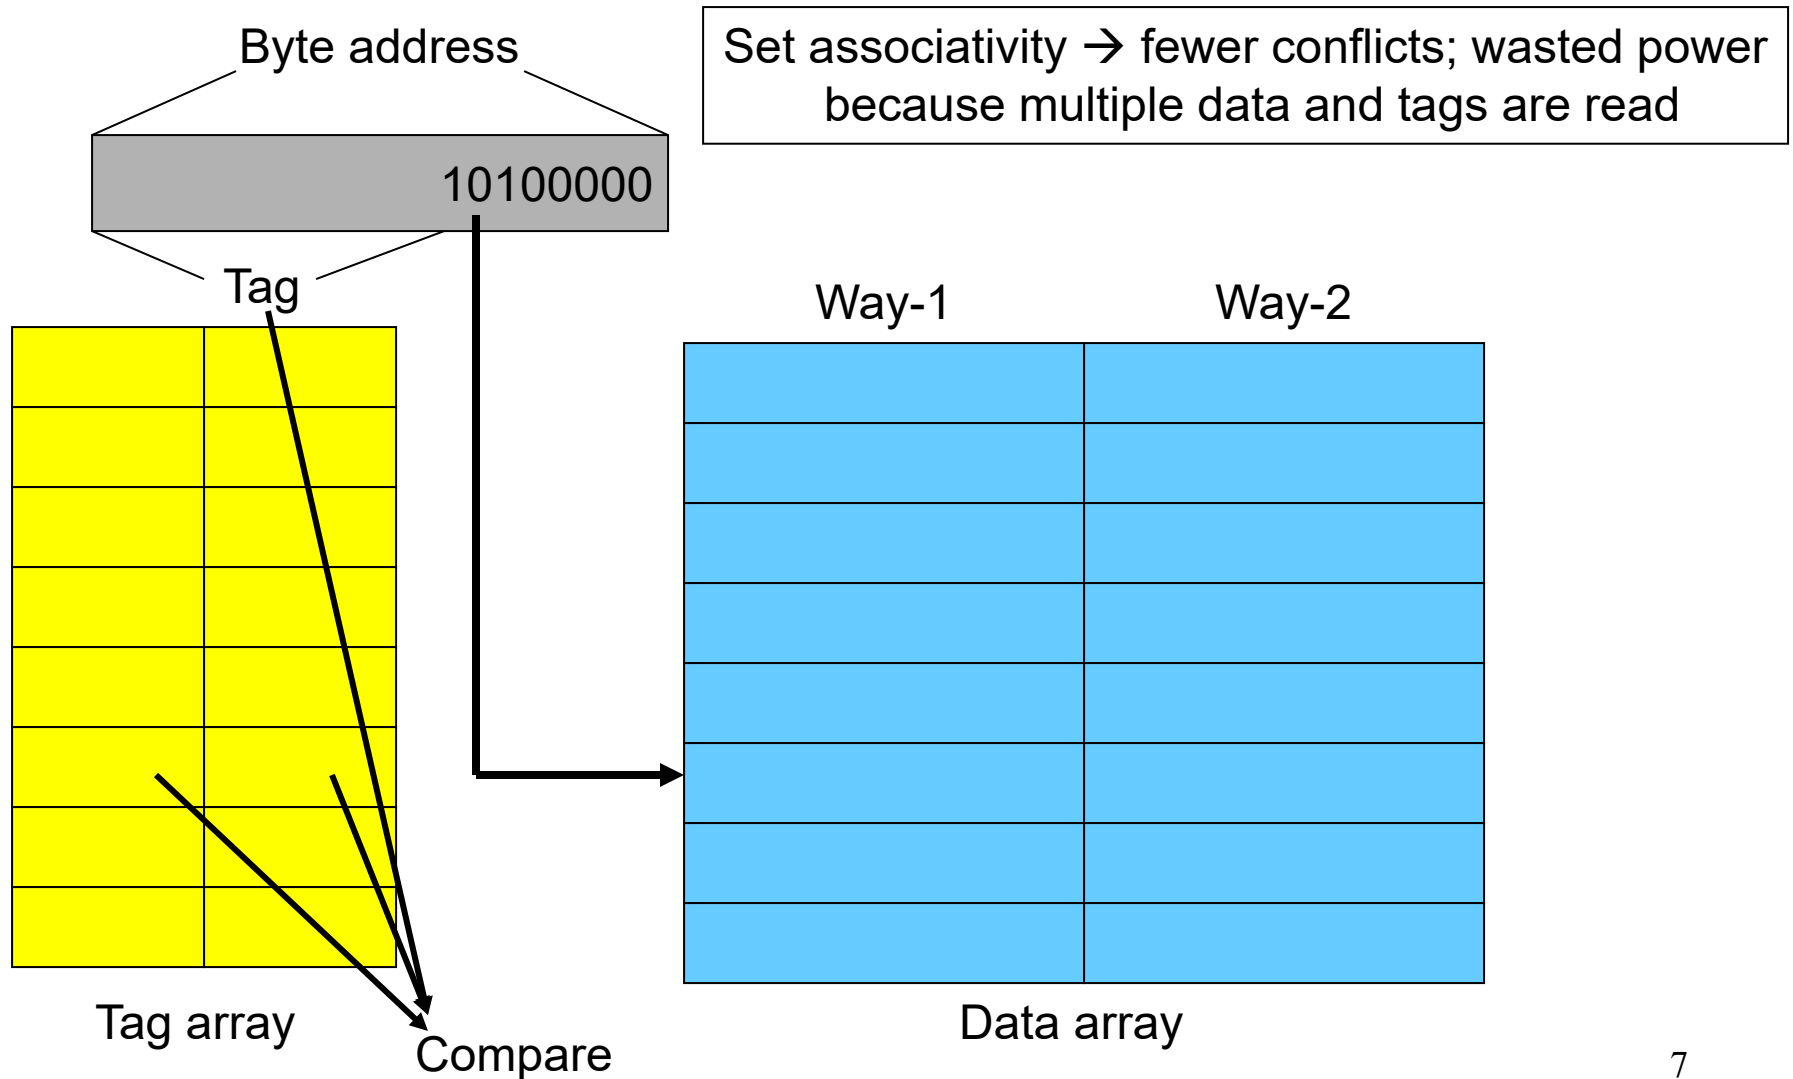 Byte address
Set associativity → fewer conflicts; wasted power
because multiple data and tags are read
10100000
Tag
Way-1
Way-2
Tag array
Data array
Compare
7